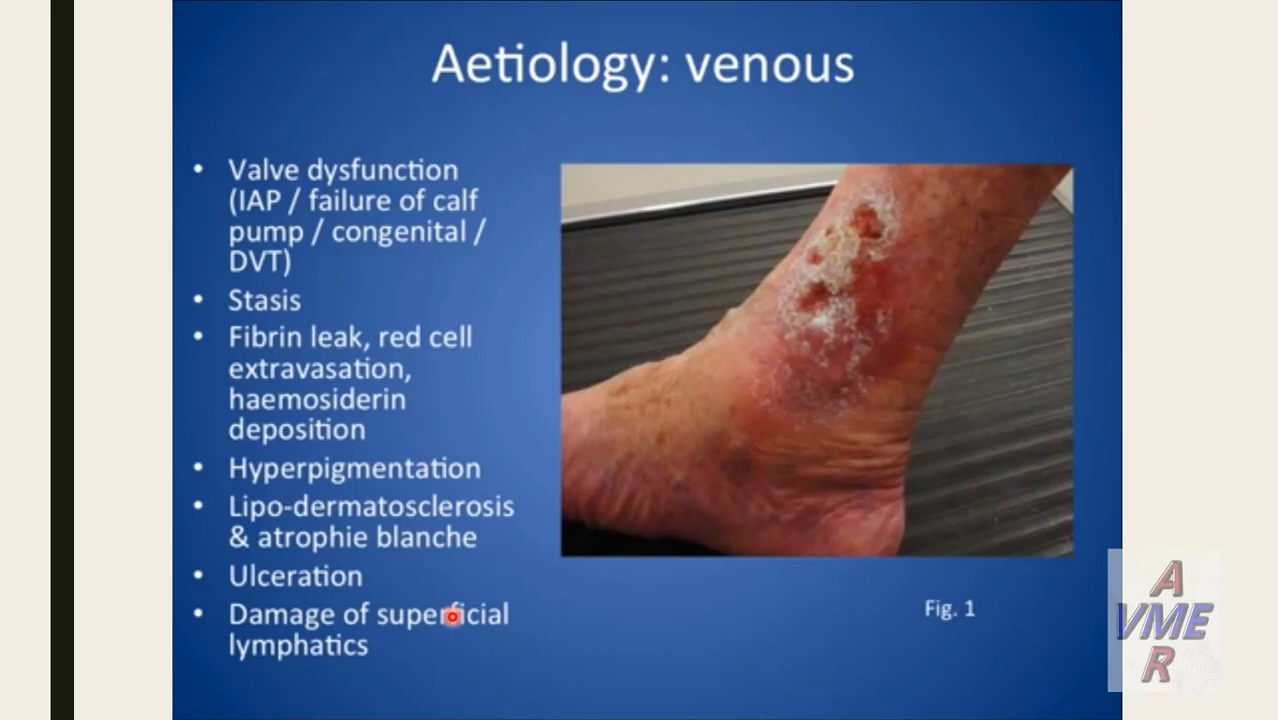 Aetiology: venous
• Valve dysfunction
(IAP / failure of calf
pump / congenital /
DVT)
• Stasis
• Fibrin leak, red cell
extravasation,
haemosiderin
deposition
• Hyperpigmentation
• Lipo-dermatosclerosis
& atrophie blanche
• Ulceration
• Damage of superficial
lymphatics
Fig. 1
A
VME
R